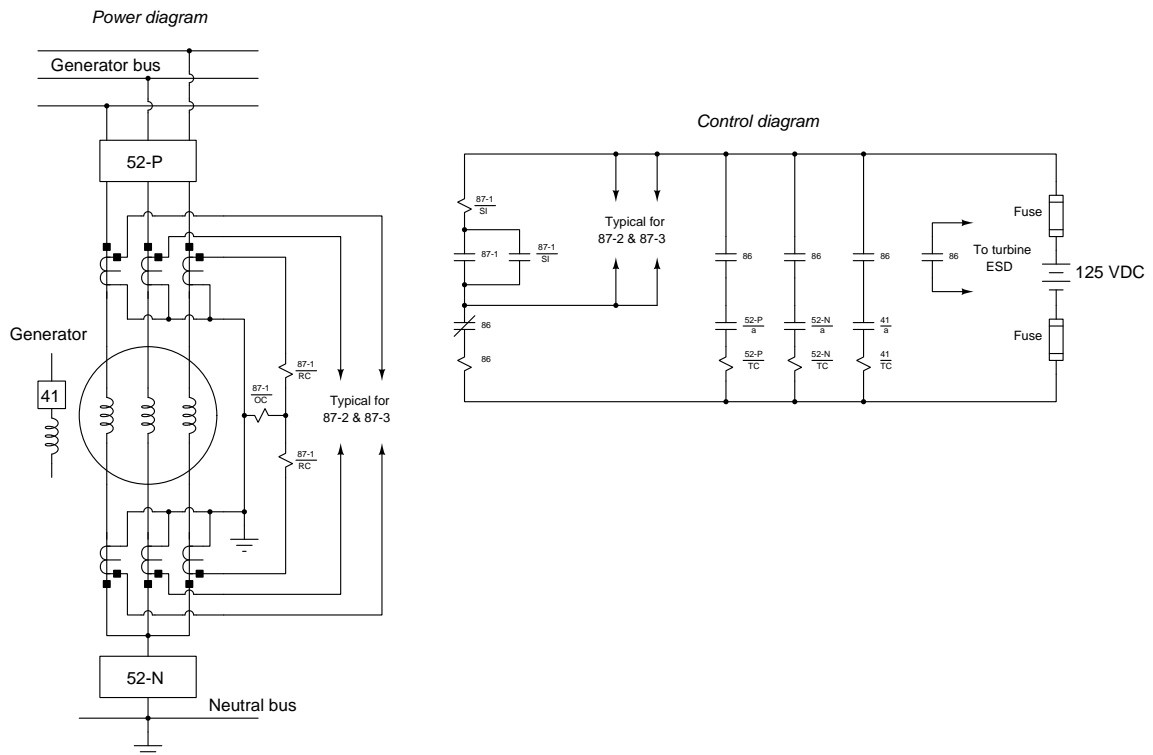 Power diagram
Generator bus
52-P
Generator
41
87-1
RC
87-1
OC
87-1
RC
Typical for
87-2 & 87-3
52-N
Neutral bus
Control diagram
87-1
SI
87-1
87-1
SI
86
86
Typical for
87-2 & 87-3
86
52-P
a
52-P
TC
86
52-N
a
52-N
TC
86
41
a
41
TC
86
To turbine
ESD
Fuse
125 VDC
Fuse